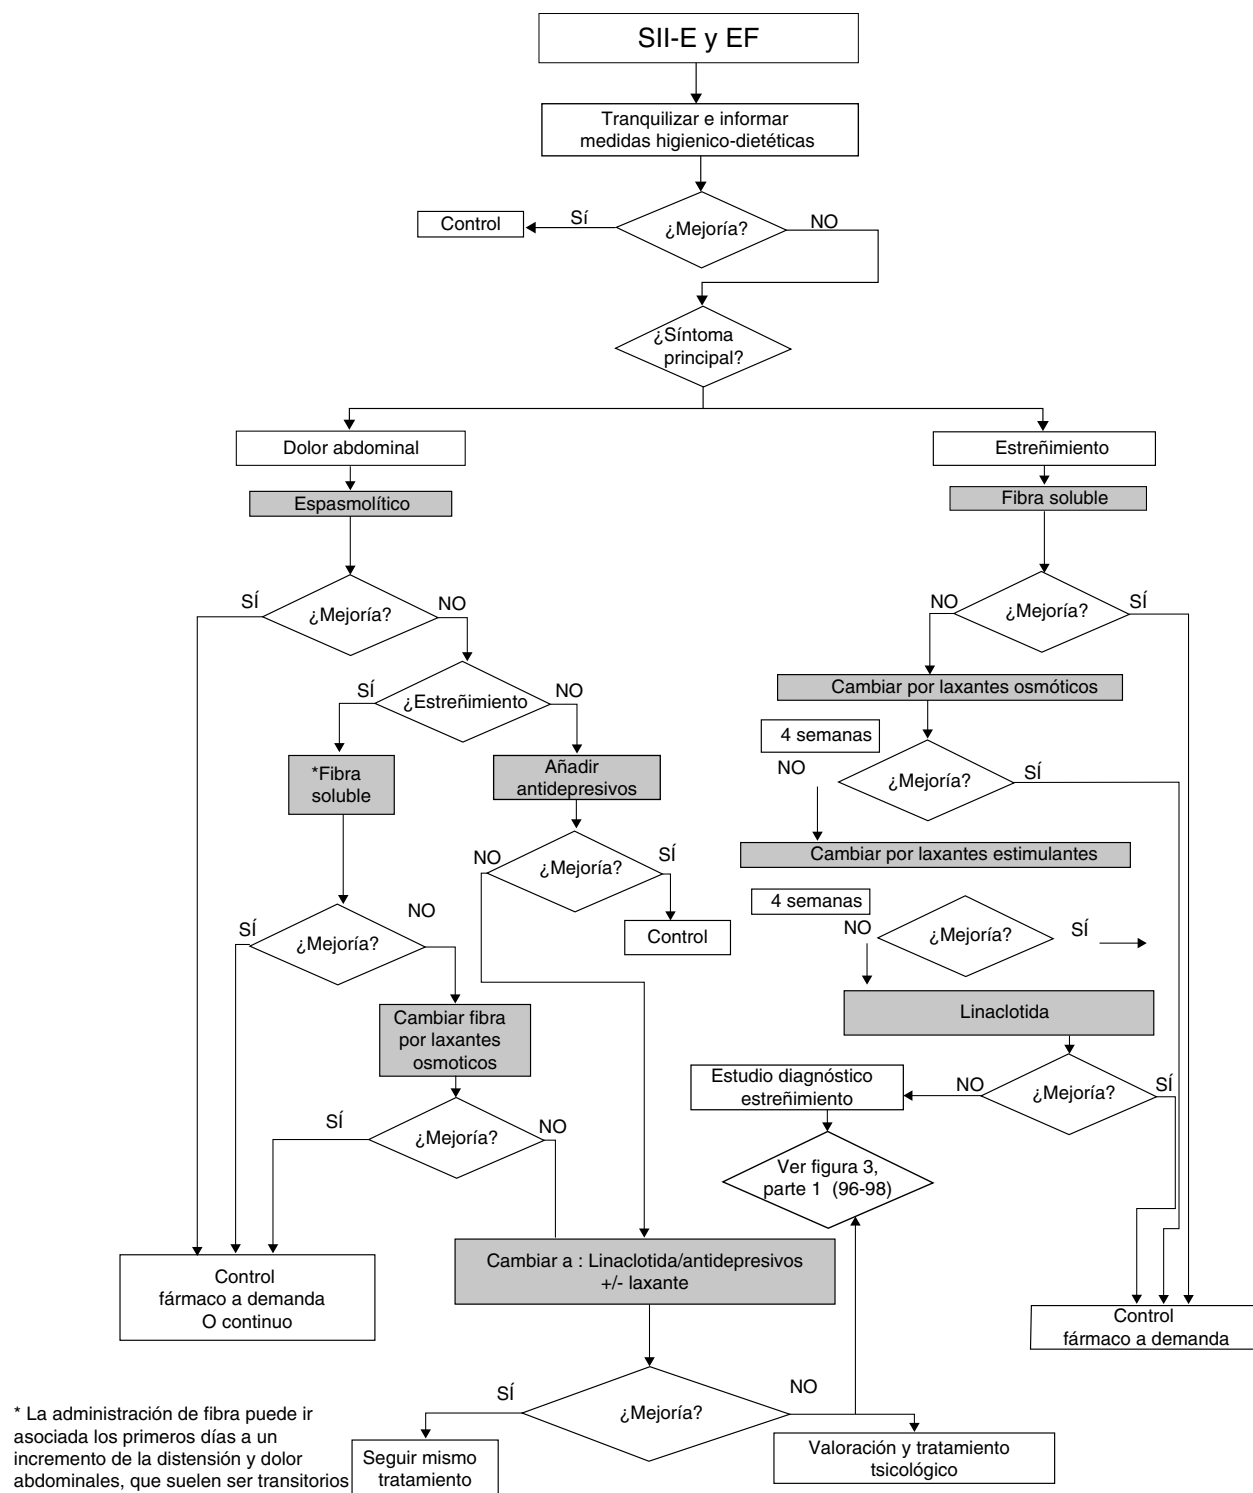 SII-E y EF
Tranquilizar e informar
medidas higienico-dietéticas
Control
Sí
¿Mejoría?
NO
¿Síntoma
principal?
Dolor abdominal
Estreñimiento
Espasmolítico
Fibra soluble
SÍ
¿Mejoría?
NO
NO
¿Mejoría?
SÍ
SÍ
¿Estreñimiento
NO
Cambiar por laxantes osmóticos
4 semanas
*Fibra
soluble
Añadir
antidepresivos
NO
¿Mejoría?
SÍ
NO
¿Mejoría?
SÍ
Cambiar por laxantes estimulantes
4 semanas
SÍ
¿Mejoría?
NO
Control
NO
¿Mejoría?
SÍ
Cambiar fibra
por laxantes
osmoticos
Linaclotida
Estudio diagnóstico
estreñimiento
NO
¿Mejoría?
SÍ
SÍ
¿Mejoría?
NO
Ver figura 3,
parte 1 (96-98)
Control
fármaco a demanda
O continuo
Cambiar a : Linaclotida/antidepresivos
+/- laxante
Control
fármaco a demanda
SÍ
¿Mejoría?
NO
Seguir mismo
tratamiento
Valoración y tratamiento
tsicológico
* La administración de fibra puede ir
asociada los primeros días a un
incremento de la distensión y dolor
abdominales, que suelen ser transitorios